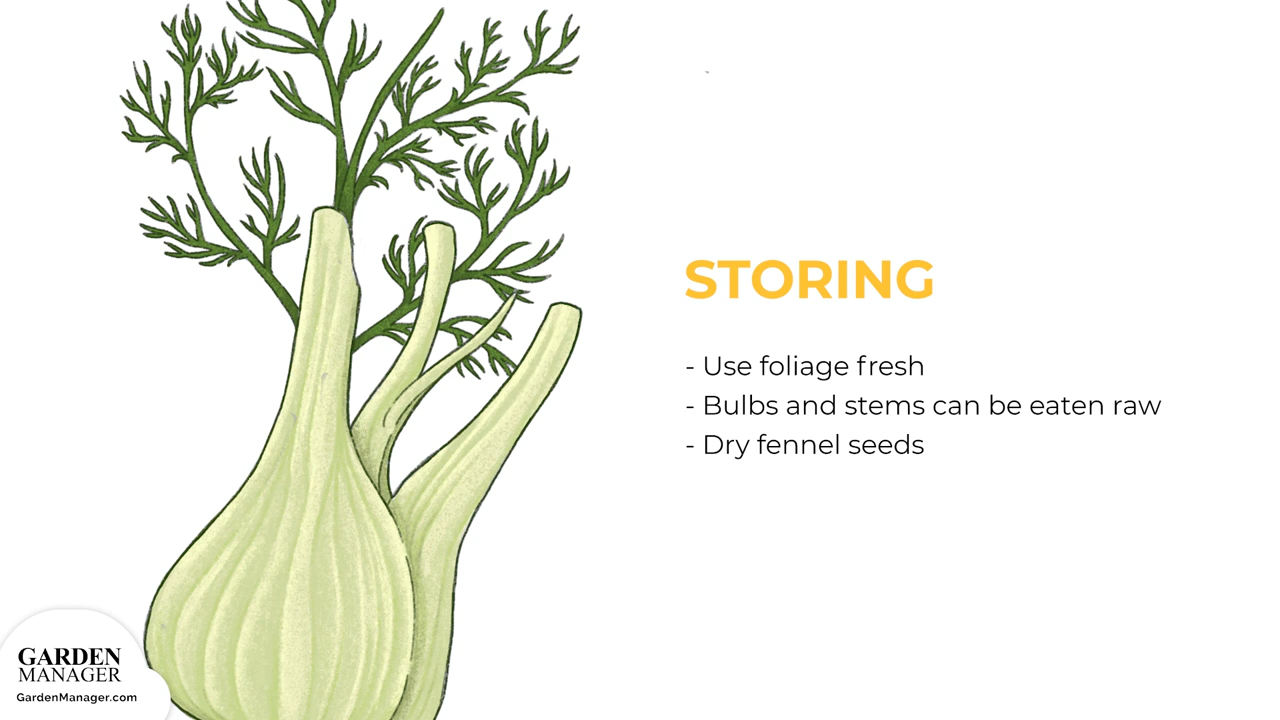 STORING
- Use foliage fresh
- Bulbs and stems can be eaten raw
- Dry fennel seeds
GARDEN
MANAGER
GardenManager.com